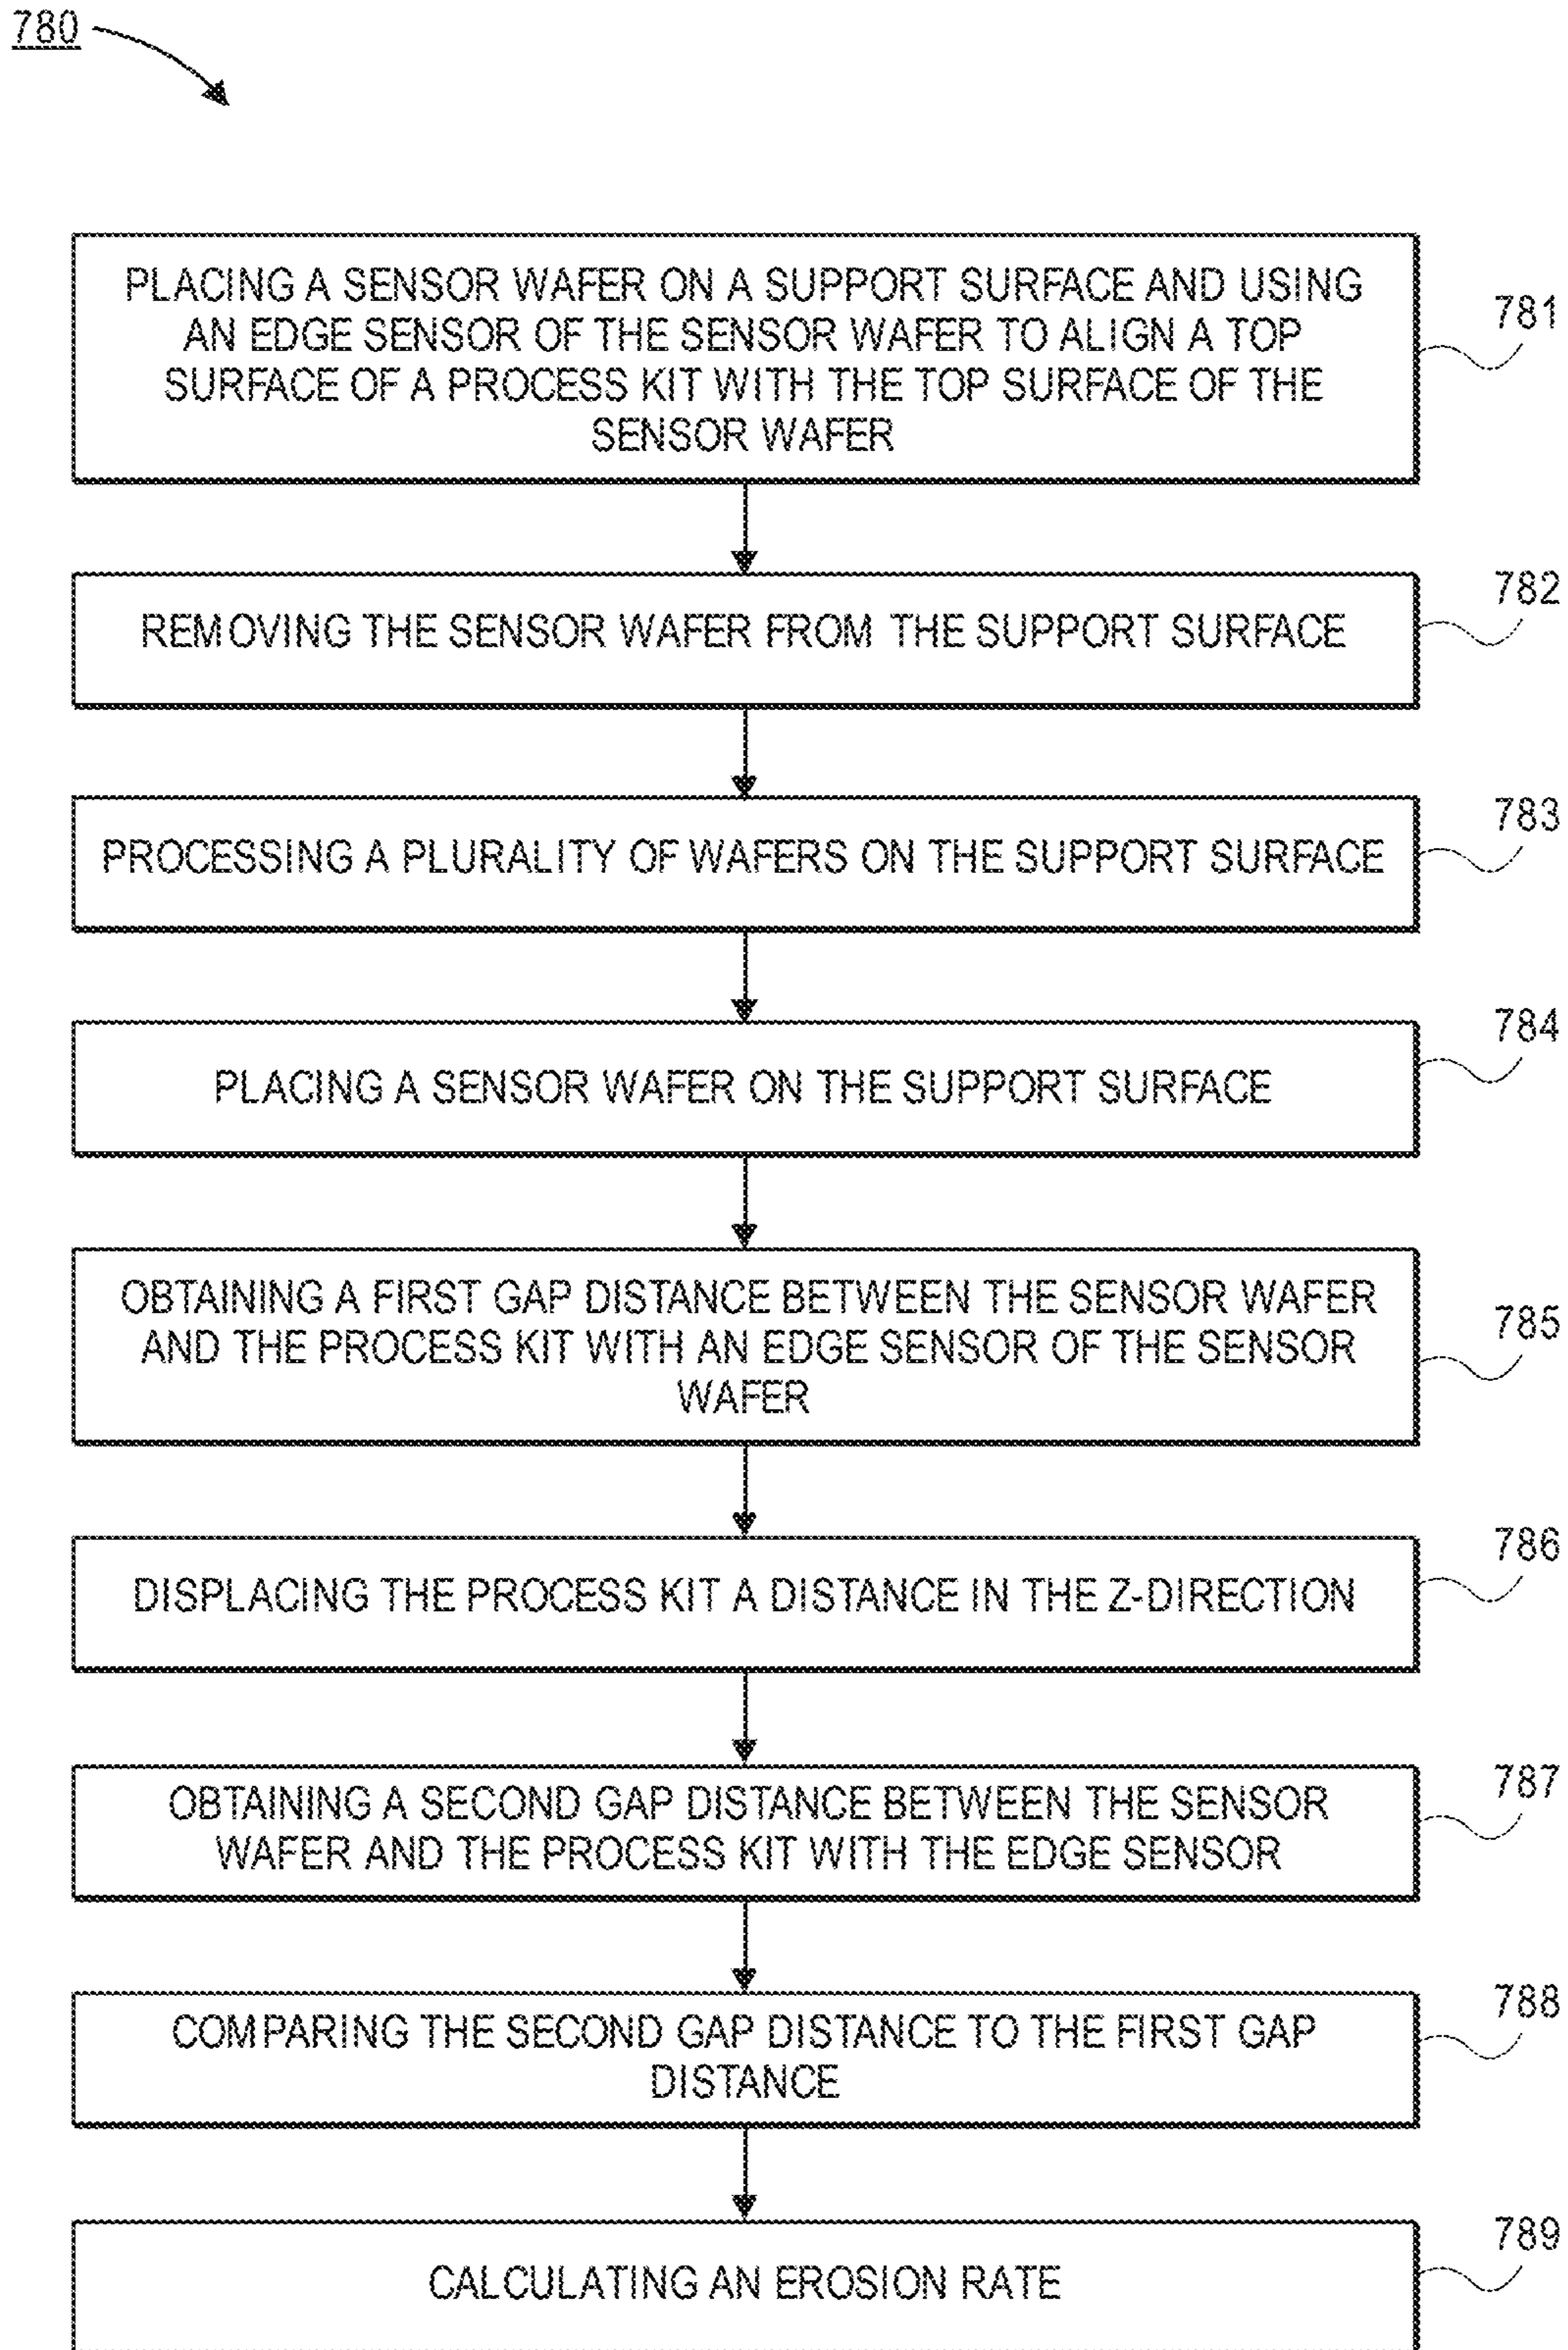 780
PLACING A SENSOR WAFER ON A SUPPORT SURFACE AND USING
AN EDGE SENSOR OF THE SENSOR WAFER TO ALIGN A TOP
SURFACE OF A PROCESS KIT WITH THE TOP SURFACE OF THE
SENSOR WAFER
781
REMOVING THE SENSOR WAFER FROM THE SUPPORT SURFACE
782
PROCESSING A PLURALITY OF WAFERS ON THE SUPPORT SURFACE
783
PLACING A SENSOR WAFER ON THE SUPPORT SURFACE
784
OBTAINING A FIRST GAP DISTANCE BETWEEN THE SENSOR WAFER
AND THE PROCESS KIT WITH AN EDGE SENSOR OF THE SENSOR
WAFER
785
DISPLACING THE PROCESS KIT A DISTANCE IN THE Z-DIRECTION
786
OBTAINING A SECOND GAP DISTANCE BETWEEN THE SENSOR
WAFER AND THE PROCESS KIT WITH THE EDGE SENSOR
787
COMPARING THE SECOND GAP DISTANCE TO THE FIRST GAP
DISTANCE
788
CALCULATING AN EROSION RATE
789